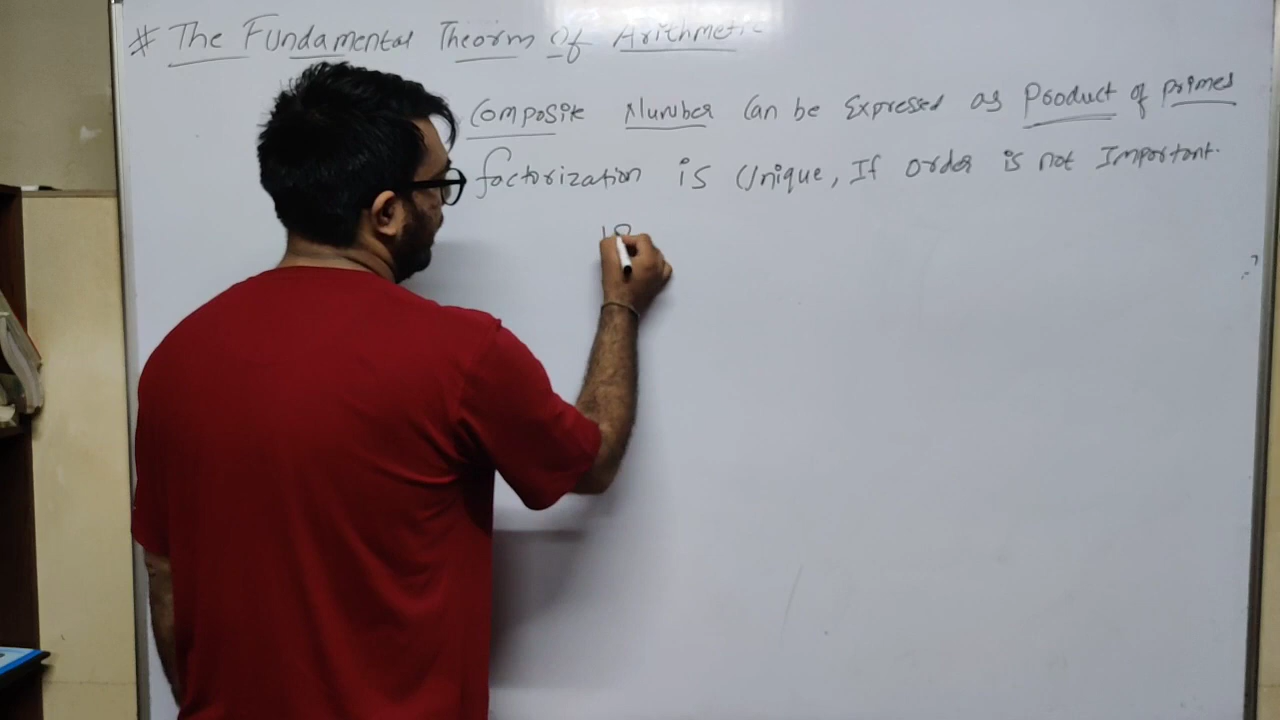 # The Fundamental Theorm Of Arithmetic
Composite Number Can be Expressed as Product of Primes
factorization is Unique, If order is not Important.
18